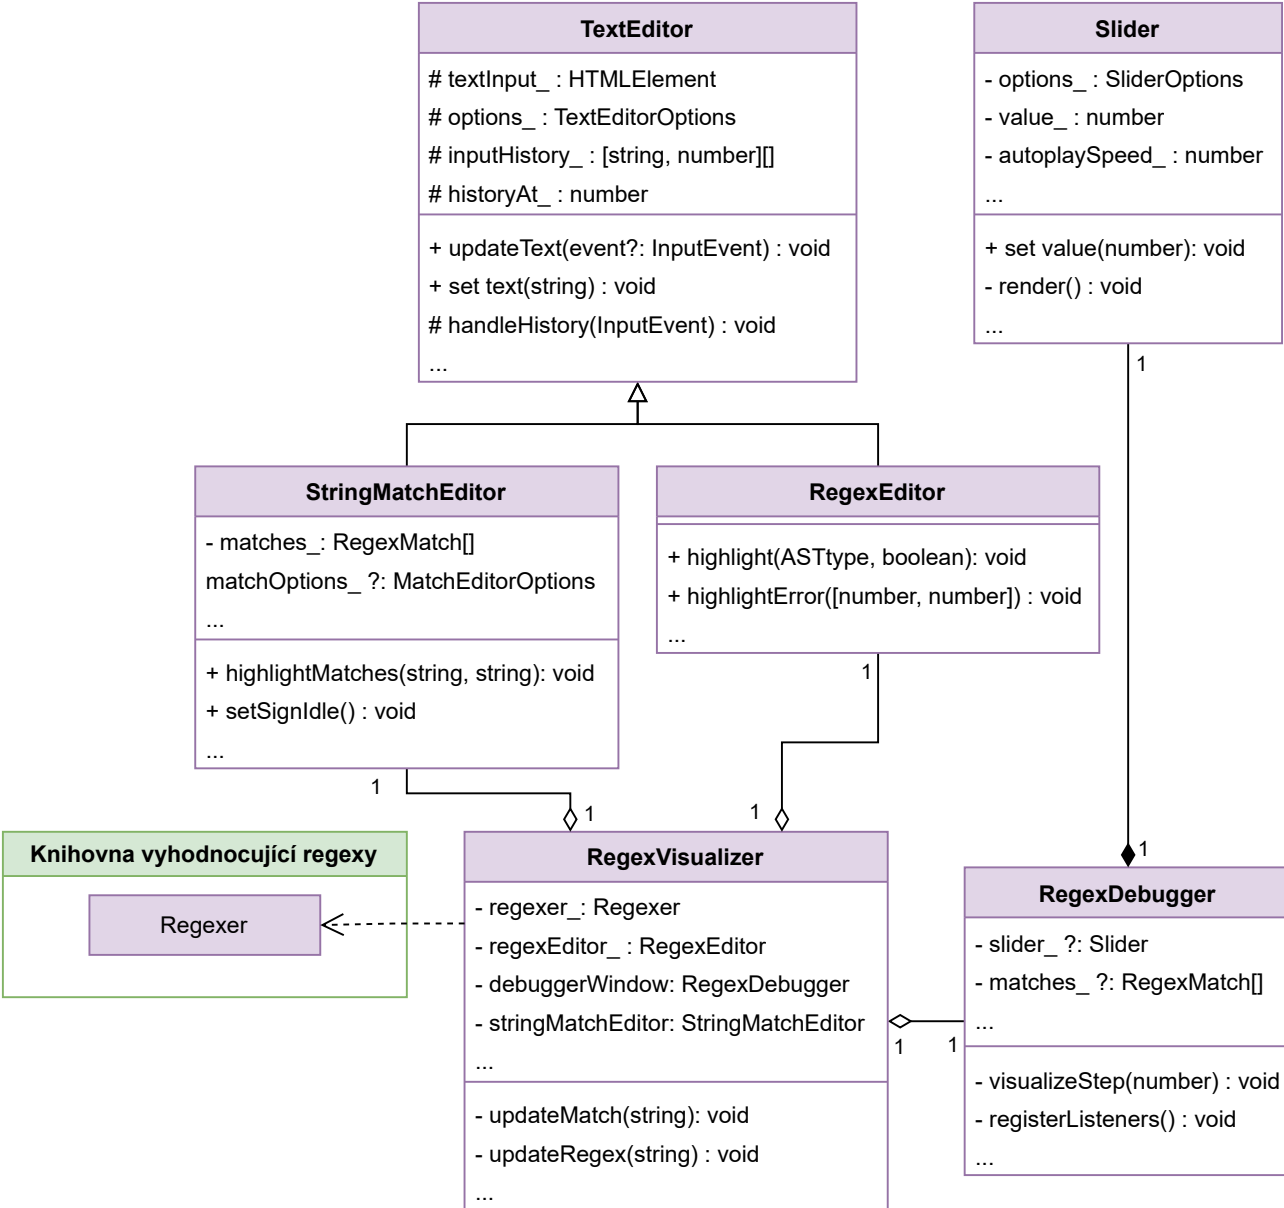 TextEditor
# textInput_ : HTMLElement
# options_ : TextEditorOptions
# inputHistory_ : [string, number][]
# historyAt_ : number
+ updateText(event?: InputEvent) : void
+ set text(string) : void
# handleHistory(InputEvent) : void
...
Slider
- options_ : SliderOptions
- value_ : number
- autoplaySpeed_ : number
...
+ set value(number): void
- render() : void
...
1
StringMatchEditor
- matches_: RegexMatch[]
matchOptions_ ?: MatchEditorOptions
...
+ highlightMatches(string, string): void
+ setSignIdle() : void
...
1
1
RegexEditor
+ highlight(ASTtype, boolean): void
+ highlightError([number, number]) : void
...
1
1
Knihovna vyhodnocující regexy
Regexer
RegexVisualizer
- regexer_: Regexer
- regexEditor_ : RegexEditor
- debuggerWindow: RegexDebugger
- stringMatchEditor: StringMatchEditor
...
- updateMatch(string): void
- updateRegex(string) : void
...
1
1
1
RegexDebugger
- slider_ ?: Slider
- matches_ ?: RegexMatch[]
...
- visualizeStep(number) : void
- registerListeners() : void
...